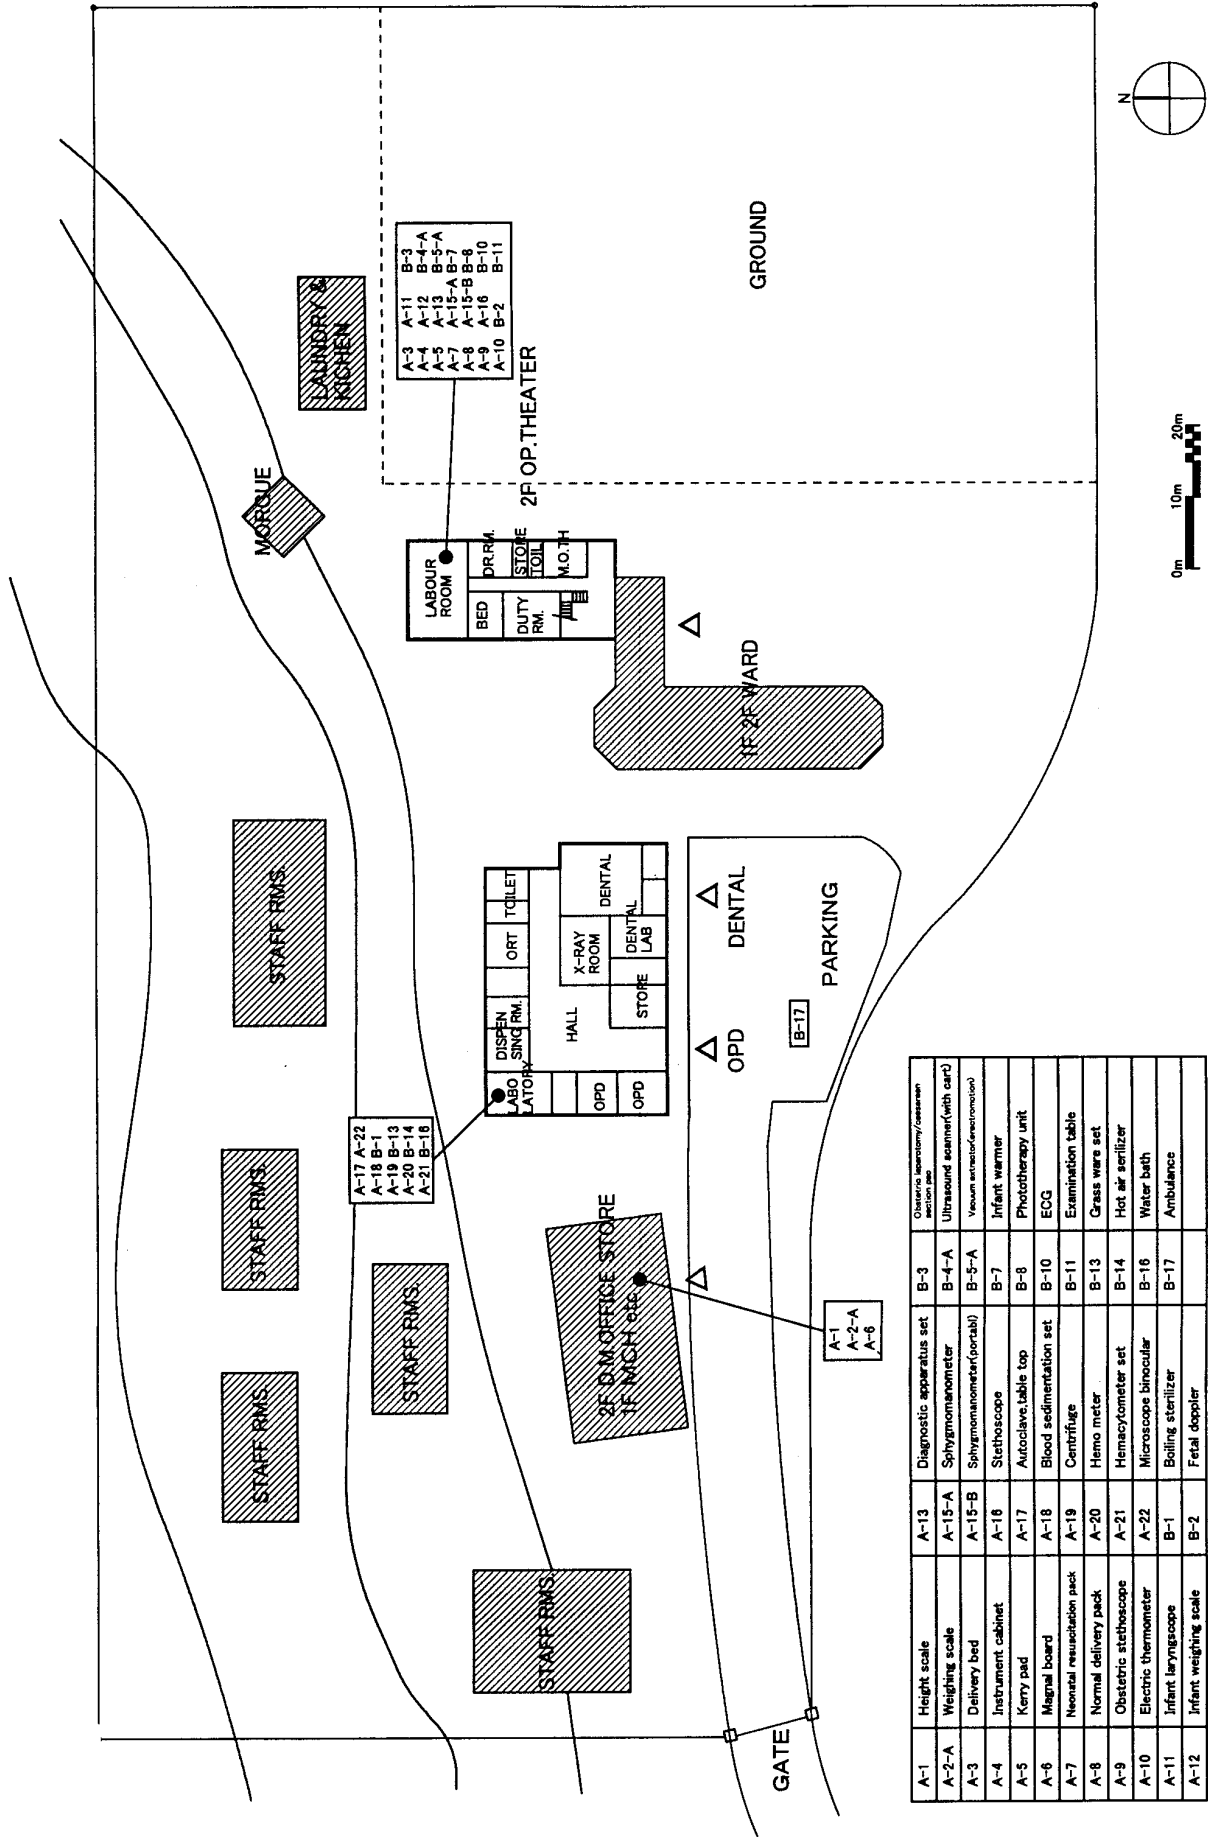 N
LAUNDRY &
KICHEN
MORGUE
A-3 A-11 B-3
A-4 A-12 B-4-A
A-5 A-13 B-5-A
A-7 A-15-A B-7
A-8 A-15-B B-8
A-9 A-16 B-10
A-10 B-2 B-11
GROUND
2F OP.THEATER
LABOUR
ROOM
DR.RM.
STORE
TOIL
M.O.TH
BED
DUTY
RM.
1F 2F WARD
0m 10m 20m
STAFF RMS.
STAFF RMS.
STAFF RMS.
STAFF RMS.
STAFF RMS.
A-17 A-22
A-18 B-1
A-19 B-13
A-20 B-14
A-21 B-16
LABO
LATORY
DISPEN
SING RM.
ORT
TOILET
HALL
X-RAY
ROOM
DENTAL
DENTAL
LAB
STORE
OPD
OPD
OPD
DENTAL
PARKING
B-17
2F D.M.OFFICE STORE
1F MCH etc
A-1
A-2-A
A-6
GATE
A-1 Height scale A-13 Diagnostic apparatus set B-3 Obstetric laparotomy/ceasarean section pac
A-2-A Weighing scale A-15-A Sphygmomanometer B-4-A Ultrasound scanner(with cart)
A-3 Delivery bed A-15-B Sphygmomanometer(portabl) B-5-A Vacuum extractor(erectromotion)
A-4 Instrument cabinet A-16 Stethoscope B-7 Infant warmer
A-5 Kerry pad A-17 Autoclave,table top B-8 Phototherapy unit
A-6 Magnal board A-18 Blood sedimentation set B-10 ECG
A-7 Neonatal resuscitation pack A-19 Centrifuge B-11 Examination table
A-8 Normal delivery pack A-20 Hemo meter B-13 Grass ware set
A-9 Obstetric stethoscope A-21 Hemacytometer set B-14 Hot air serilizer
A-10 Electric thermometer A-22 Microscope binocular B-16 Water bath
A-11 Infant laryngscope B-1 Boiling sterilizer B-17 Ambulance
A-12 Infant weighing scale B-2 Fetal doppler